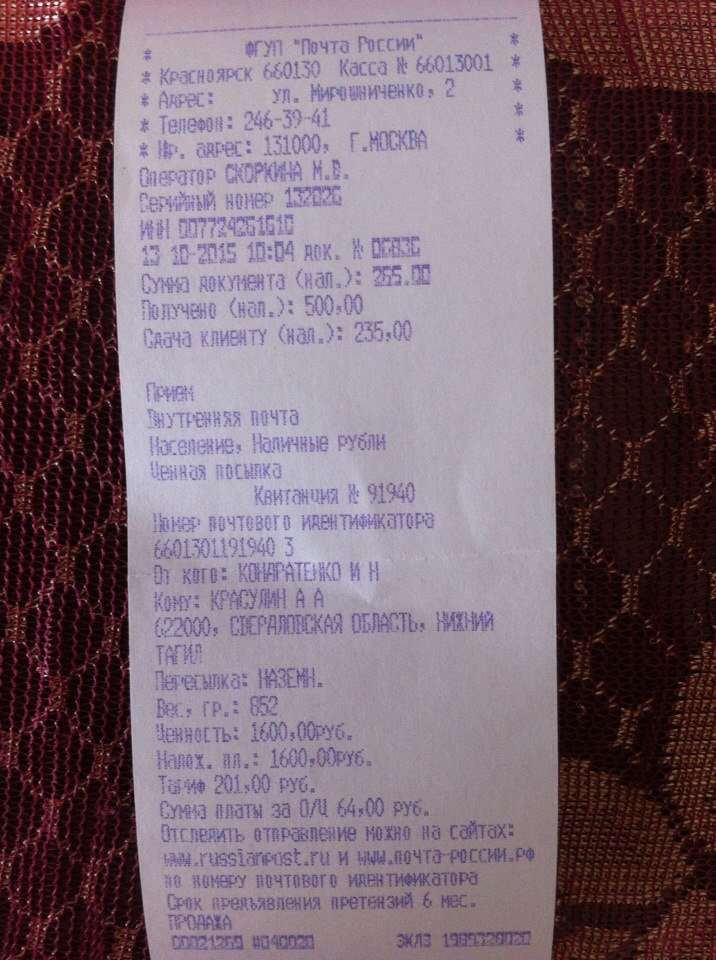 * ФГУП "Почта России" *
* Красноярск 660130 Касса № 66013001 *
* Адрес: ул. Мирошниченко, 2 *
* Телефон: 246-39-41 *
* Юр. адрес: 131000, Г.МОСКВА *
Оператор СКОРКИНА М.В.
Серийный номер 132026
ИНН 007724261610
13-10-2015 10:04 док. №
Сумма документа (нал.): 265.00
Получено (нал.): 500,00
Сдача клиенту (нал.): 235,00
Прием
Внутренняя почта
Население, Наличные рубли
Ценная посылка
Квитанция № 91940
Номер почтового идентификатора
6601301191940 3
От кого: КОНДРАТЕНКО И Н
Кому: КРАСУЛИН А А
622000, СВЕРДЛОВСКАЯ ОБЛАСТЬ, НИЖНИЙ
ТАГИЛ
Пересылка: НАЗЕМН.
Вес, гр.: 852
Ценность: 1600,00руб.
Налож. пл.: 1600,00руб.
Тариф 201,00 руб.
Сумма платы за О/Ц 64,00 руб.
Отследить отправление можно на сайтах:
www.russianpost.ru и www.почта-россии.рф
по номеру почтового идентификатора
Срок предъявления претензий 6 мес.
ПРОДАЖА
#040020 ЭКЛЗ